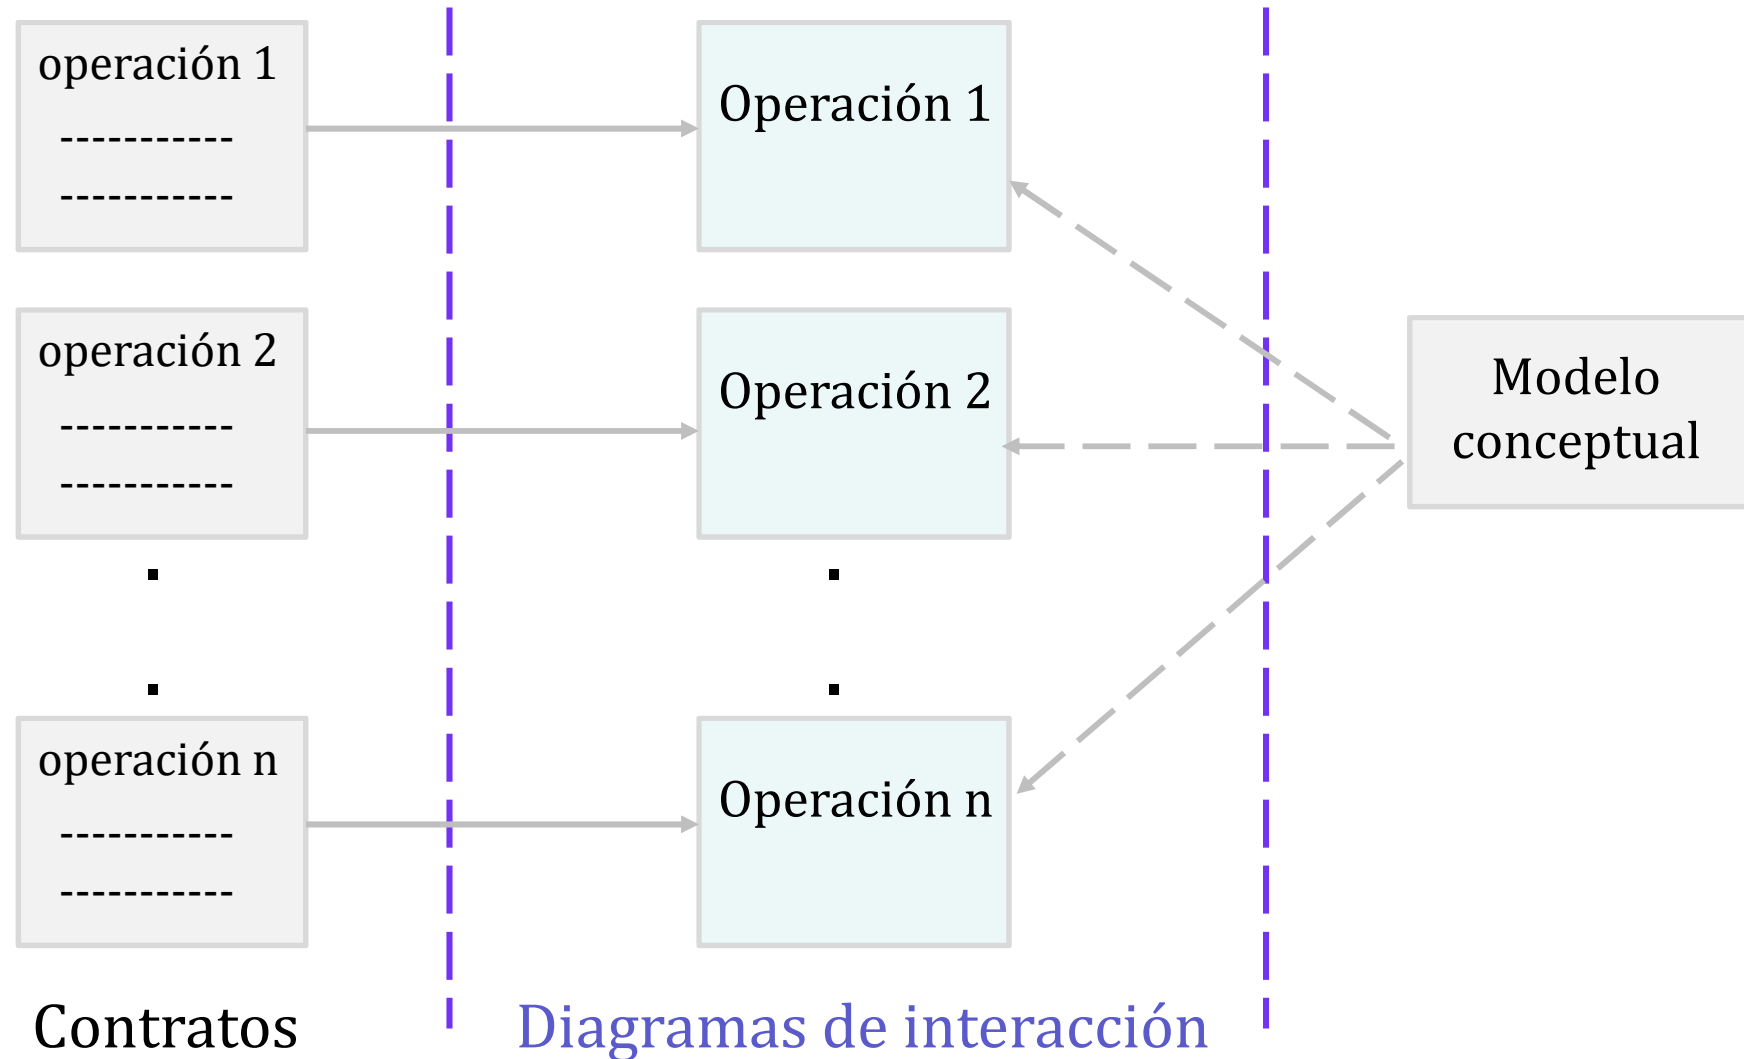 operación 1
-----------
-----------
Operación 1
operación 2
-----------
-----------
Operación 2
Modelo
conceptual
.
.
.
.
operación n
-----------
-----------
Operación n
Contratos
Diagramas de interacción